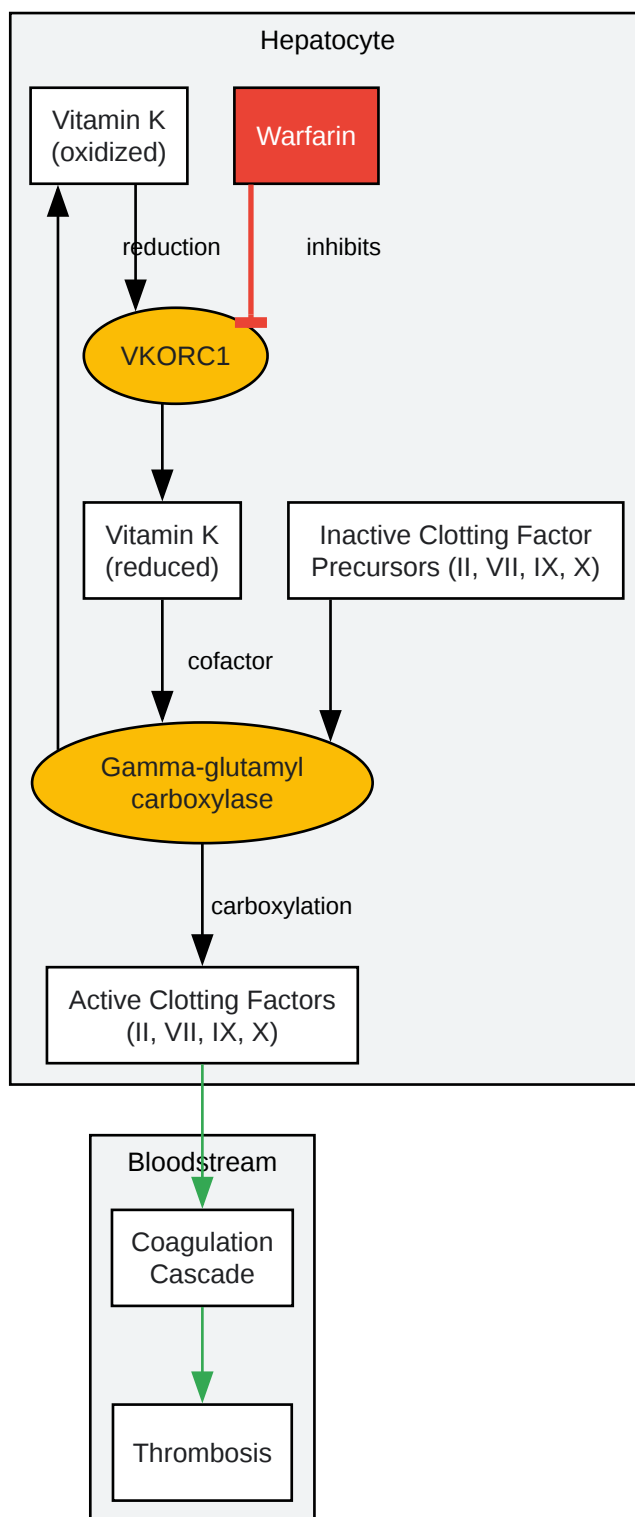 Hepatocyte
Vitamin K
(oxidized)
Warfarin
reduction
inhibits
VKORC1
Vitamin K
(reduced)
Inactive Clotting Factor
Precursors (II, VII, IX, X)
cofactor
Gamma-glutamyl
carboxylase
carboxylation
Active Clotting Factors
(II, VII, IX, X)
Bloodstream
Coagulation
Cascade
Thrombosis